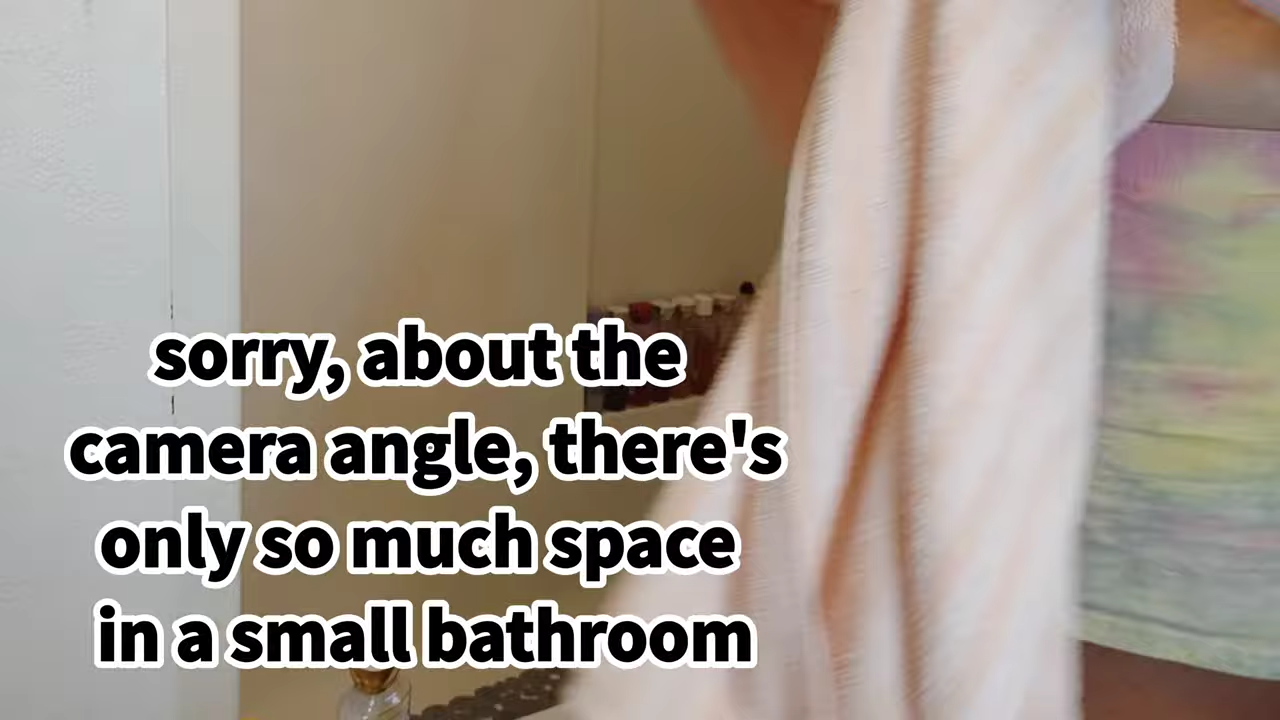 sorry, about the
camera angle, there's
only so much space
in a small bathroom